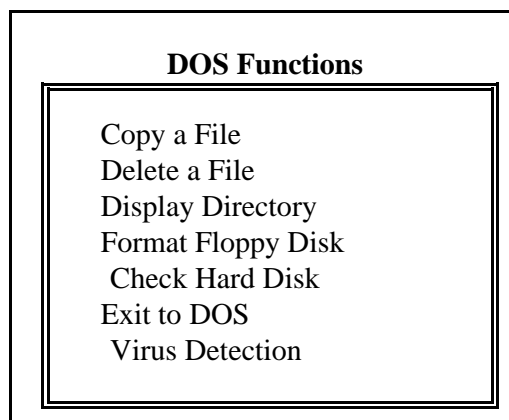 DOS Functions
Copy a File
Delete a File
Display Directory
Format Floppy Disk
Check Hard Disk
Exit to DOS
Virus Detection